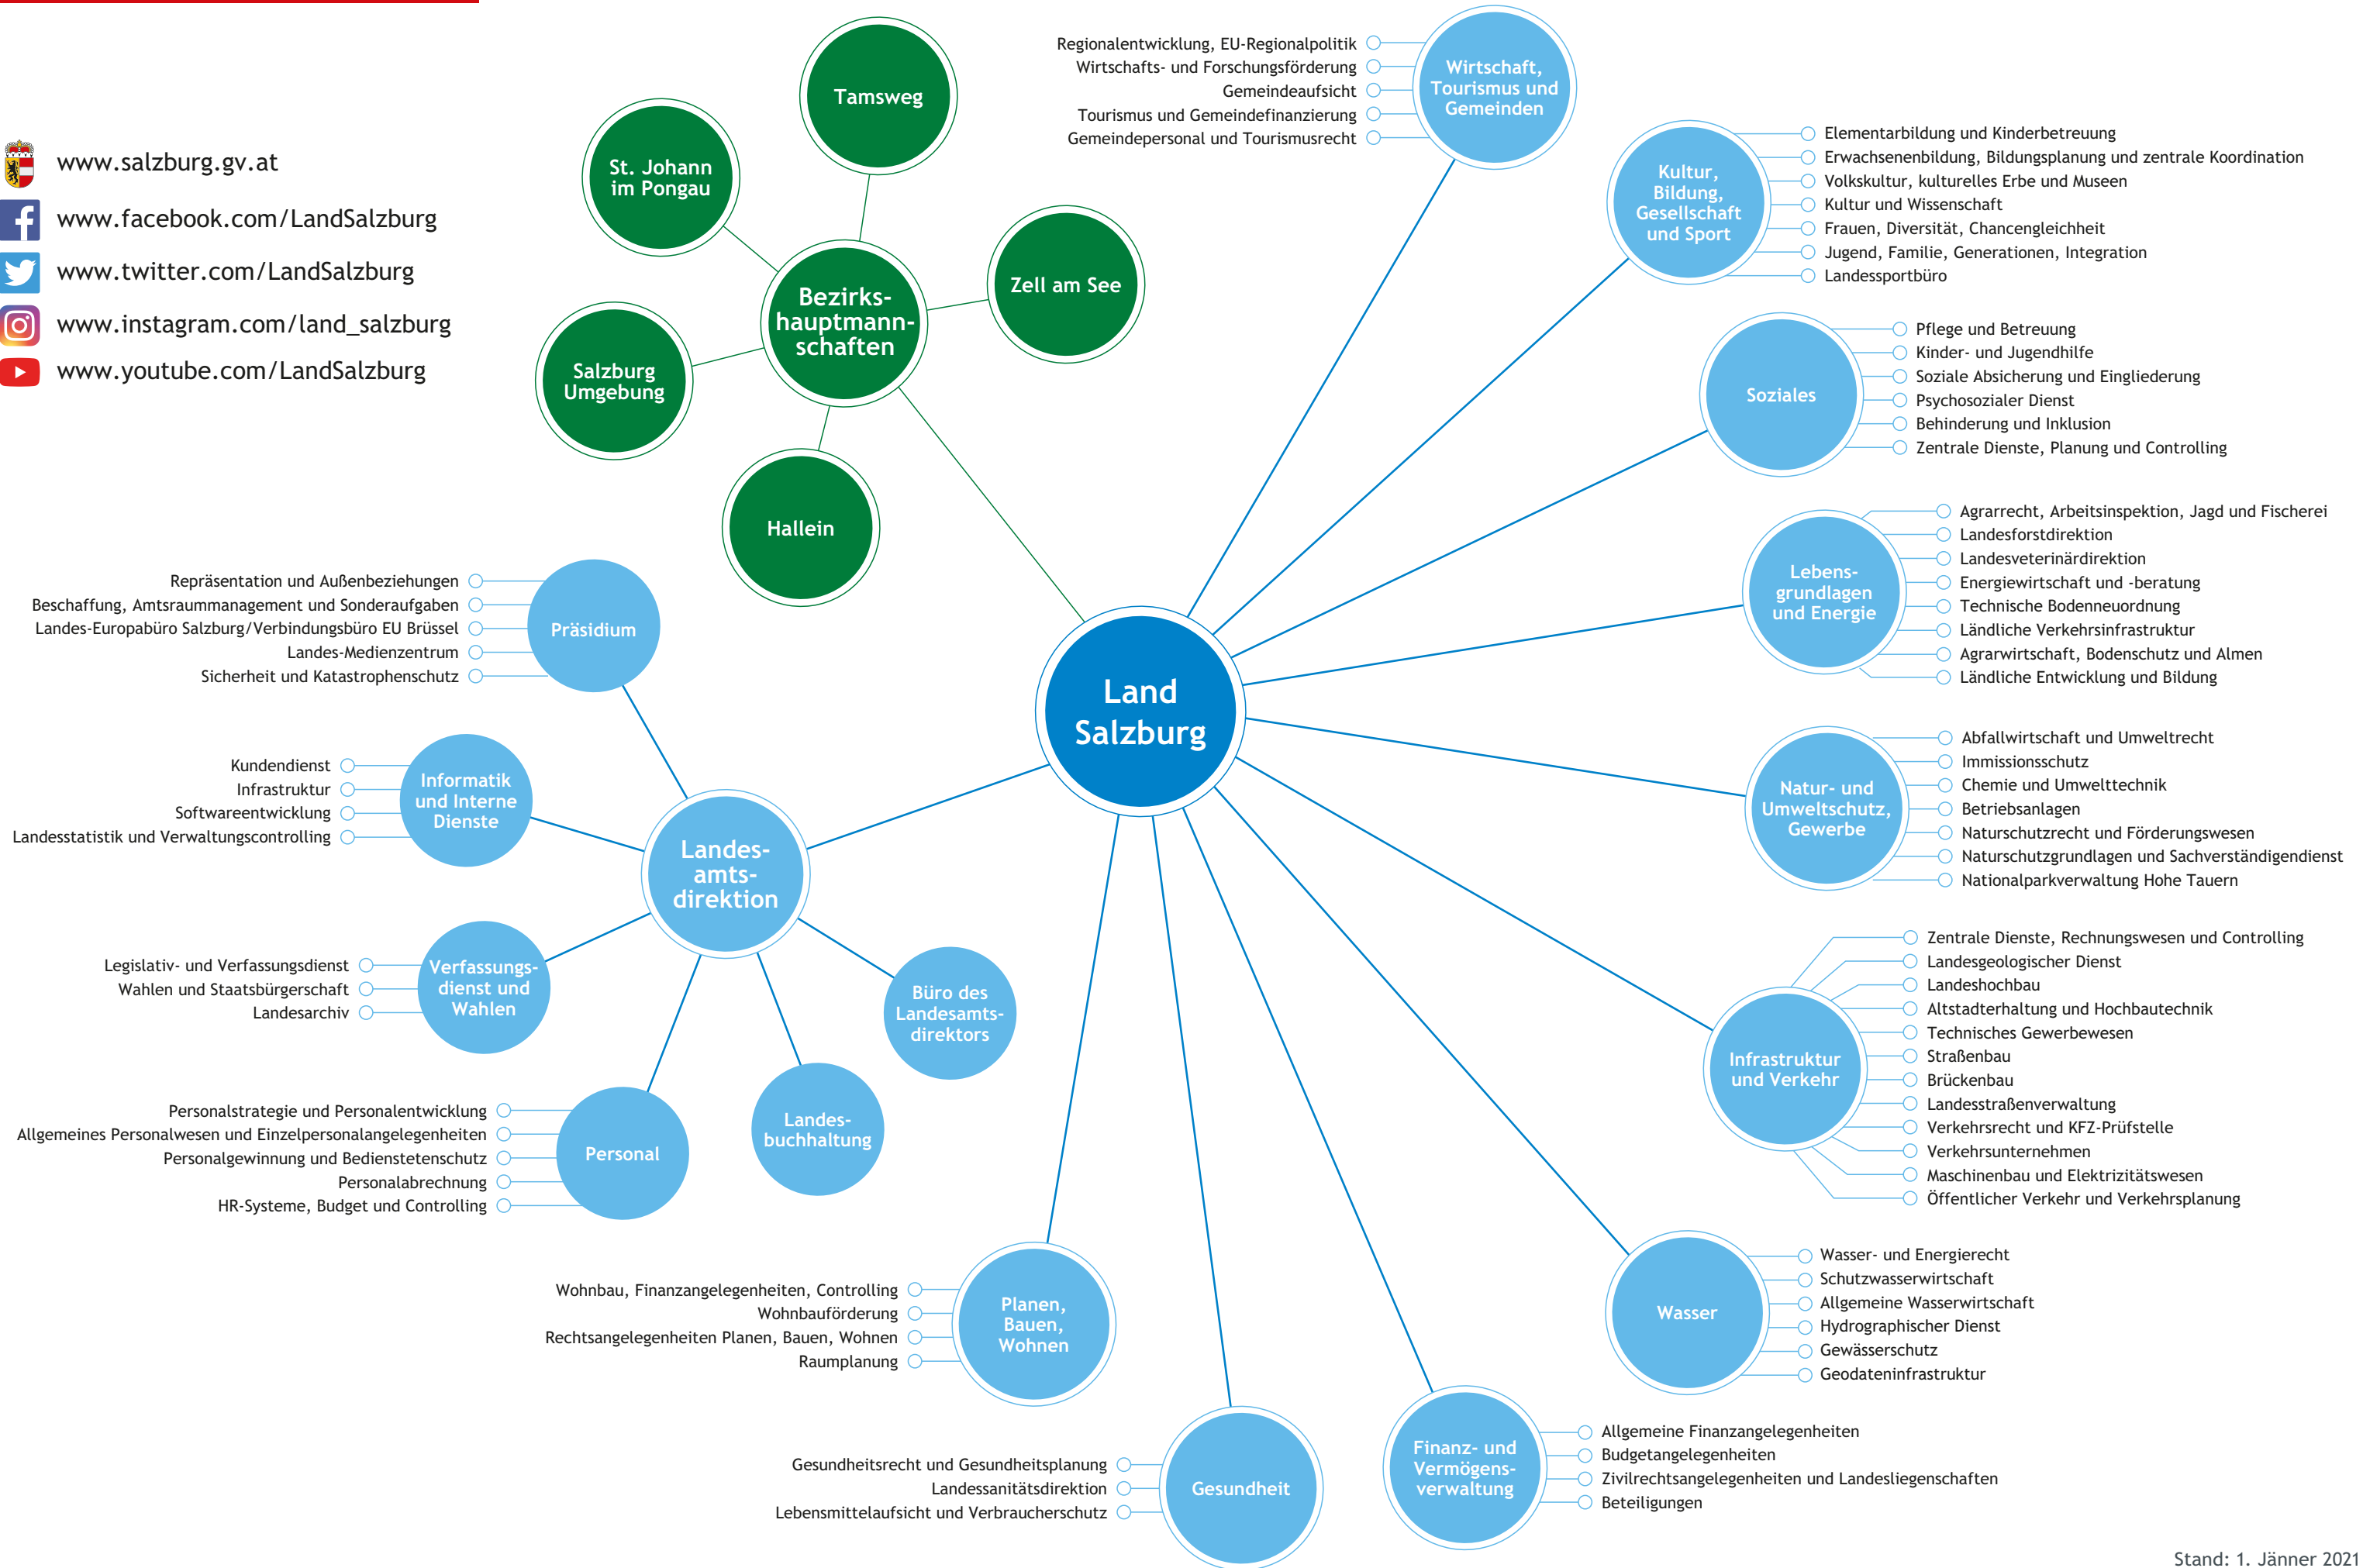 www.salzburg.gv.at
www.facebook.com/LandSalzburg
www.twitter.com/LandSalzburg
www.instagram.com/land_salzburg
www.youtube.com/LandSalzburg
Tamsweg
St. Johann
im Pongau
Zell am See
Bezirks-
hauptmann-
schaften
Salzburg
Umgebung
Hallein
Regionalentwicklung, EU-Regionalpolitik
Wirtschafts- und Forschungsförderung
Gemeindeaufsicht
Tourismus und Gemeindefinanzierung
Gemeindepersonal und Tourismusrecht
Wirtschaft,
Tourismus und
Gemeinden
Kultur,
Bildung,
Gesellschaft
und Sport
Elementarbildung und Kinderbetreuung
Erwachsenenbildung, Bildungsplanung und zentrale Koordination
Volkskultur, kulturelles Erbe und Museen
Kultur und Wissenschaft
Frauen, Diversität, Chancengleichheit
Jugend, Familie, Generationen, Integration
Landessportbüro
Soziales
Pflege und Betreuung
Kinder- und Jugendhilfe
Soziale Absicherung und Eingliederung
Psychosozialer Dienst
Behinderung und Inklusion
Zentrale Dienste, Planung und Controlling
Lebens-
grundlagen
und Energie
Agrarrecht, Arbeitsinspektion, Jagd und Fischerei
Landesforstdirektion
Landesveterinärdirektion
Energiewirtschaft und -beratung
Technische Bodenneuordnung
Ländliche Verkehrsinfrastruktur
Agrarwirtschaft, Bodenschutz und Almen
Ländliche Entwicklung und Bildung
Land
Salzburg
Natur- und
Umweltschutz,
Gewerbe
Abfallwirtschaft und Umweltrecht
Immissionsschutz
Chemie und Umwelttechnik
Betriebsanlagen
Naturschutzrecht und Förderungswesen
Naturschutzgrundlagen und Sachverständigendienst
Nationalparkverwaltung Hohe Tauern
Infrastruktur
und Verkehr
Zentrale Dienste, Rechnungswesen und Controlling
Landesgeologischer Dienst
Landeshochbau
Altstadterhaltung und Hochbautechnik
Technisches Gewerbewesen
Straßenbau
Brückenbau
Landesstraßenverwaltung
Verkehrsrecht und KFZ-Prüfstelle
Verkehrsunternehmen
Maschinenbau und Elektrizitätswesen
Öffentlicher Verkehr und Verkehrsplanung
Wasser
Wasser- und Energierecht
Schutzwasserwirtschaft
Allgemeine Wasserwirtschaft
Hydrographischer Dienst
Gewässerschutz
Geodateninfrastruktur
Finanz- und
Vermögens-
verwaltung
Allgemeine Finanzangelegenheiten
Budgetangelegenheiten
Zivilrechtsangelegenheiten und Landesliegenschaften
Beteiligungen
Gesundheitsrecht und Gesundheitsplanung
Landessanitätsdirektion
Lebensmittelaufsicht und Verbraucherschutz
Gesundheit
Wohnbau, Finanzangelegenheiten, Controlling
Wohnbauförderung
Rechtsangelegenheiten Planen, Bauen, Wohnen
Raumplanung
Planen,
Bauen,
Wohnen
Landes-
amts-
direktion
Repräsentation und Außenbeziehungen
Beschaffung, Amtsraummanagement und Sonderaufgaben
Landes-Europabüro Salzburg/Verbindungsbüro EU Brüssel
Landes-Medienzentrum
Sicherheit und Katastrophenschutz
Präsidium
Kundendienst
Infrastruktur
Softwareentwicklung
Landesstatistik und Verwaltungscontrolling
Informatik
und Interne
Dienste
Legislativ- und Verfassungsdienst
Wahlen und Staatsbürgerschaft
Landesarchiv
Verfassungs-
dienst und
Wahlen
Personalstrategie und Personalentwicklung
Allgemeines Personalwesen und Einzelpersonalangelegenheiten
Personalgewinnung und Bedienstetenschutz
Personalabrechnung
HR-Systeme, Budget und Controlling
Personal
Landes-
buchhaltung
Büro des
Landesamts-
direktors
Stand: 1. Jänner 2021